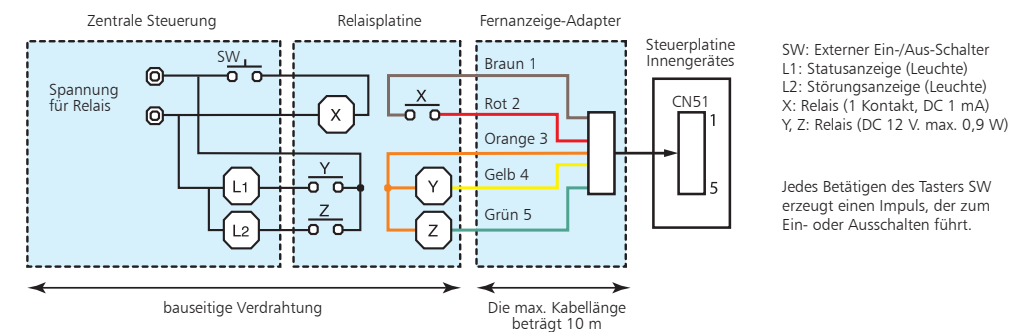 Zentrale Steuerung
Relaisplatine
Fernanzeige-Adapter
Steuerplatine
Innengerätes
SW
Spannung
für Relais
X
L1
L2
Y
Z
X
Y
Z
Braun 1
Rot 2
Orange 3
Gelb 4
Grün 5
CN51
1
5
SW: Externer Ein-/Aus-Schalter
L1: Statusanzeige (Leuchte)
L2: Störungsanzeige (Leuchte)
X: Relais (1 Kontakt, DC 1 mA)
Y, Z: Relais (DC 12 V. max. 0,9 W)
Jedes Betätigen des Tasters SW
erzeugt einen Impuls, der zum
Ein- oder Ausschalten führt.
bauseitige Verdrahtung
Die max. Kabellänge
beträgt 10 m